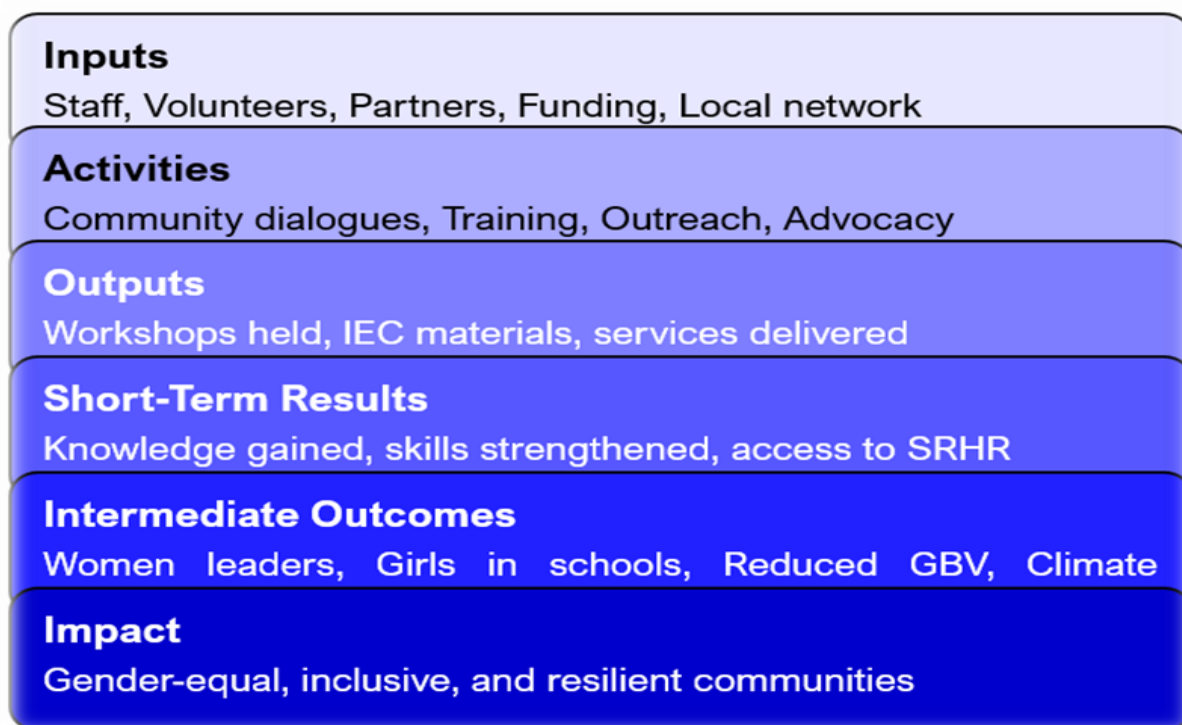 Inputs
Staff, Volunteers, Partners, Funding, Local network
Activities
Community dialogues, Training, Outreach, Advocacy
Outputs
Workshops held, IEC materials, services delivered
Short-Term Results
Knowledge gained, skills strengthened, access to SRHR
Intermediate Outcomes
Women leaders, Girls in schools, Reduced GBV, Climate
Impact
Gender-equal, inclusive, and resilient communities